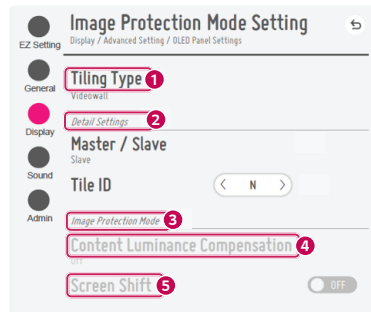 Image Protection Mode Setting
Display / Advanced Setting / OLED Panel Settings
EZ Setting
General
Display
Sound
Admin
Tiling Type 1
Videowall
Detail Settings 2
Master / Slave
Slave
Tile ID
< N >
Image Protection Mode 3
Content Luminance Compensation 4
Off
Screen Shift 5
OFF